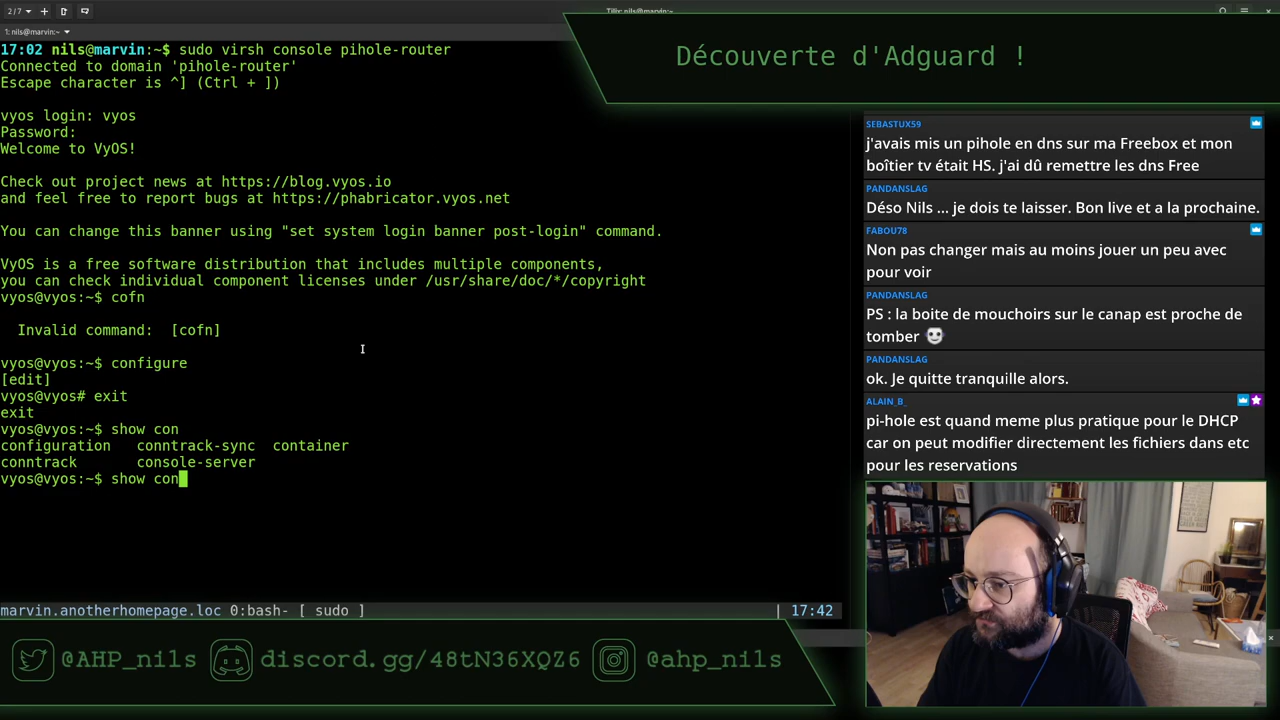 2/7
Tilix: nils@marvin:~
1: nils@marvin:~
17:02 nils@marvin:~$ sudo virsh console pihole-router
Connected to domain 'pihole-router'
Escape character is ^] (Ctrl + ])
vyos login: vyos
Password:
Welcome to VyOS!
Check out project news at https://blog.vyos.io
and feel free to report bugs at https://phabricator.vyos.net
You can change this banner using "set system login banner post-login" command.
VyOS is a free software distribution that includes multiple components,
you can check individual component licenses under /usr/share/doc/*/copyright
vyos@vyos:~$ cofn
Invalid command: [cofn]
vyos@vyos:~$ configure
[edit]
vyos@vyos# exit
exit
vyos@vyos:~$ show con
configuration conntrack-sync container
conntrack console-server
vyos@vyos:~$ show con
marvin.anotherhomepage.loc 0:bash- [ sudo ] | 17:42
Découverte d'Adguard !
SEBASTUX59
j'avais mis un pihole en dns sur ma Freebox et mon
boîtier tv était HS. j'ai dû remettre les dns Free
PANDANSLAG
Déso Nils ... je dois te laisser. Bon live et a la prochaine.
FABOU78
Non pas changer mais au moins jouer un peu avec
pour voir
PANDANSLAG
PS : la boite de mouchoirs sur le canap est proche de
tomber
PANDANSLAG
ok. Je quitte tranquille alors.
ALAIN_B_
pi-hole est quand meme plus pratique pour le DHCP
car on peut modifier directement les fichiers dans etc
pour les reservations
@AHP_nils discord.gg/48tN36XQZ6 @ahp_nils